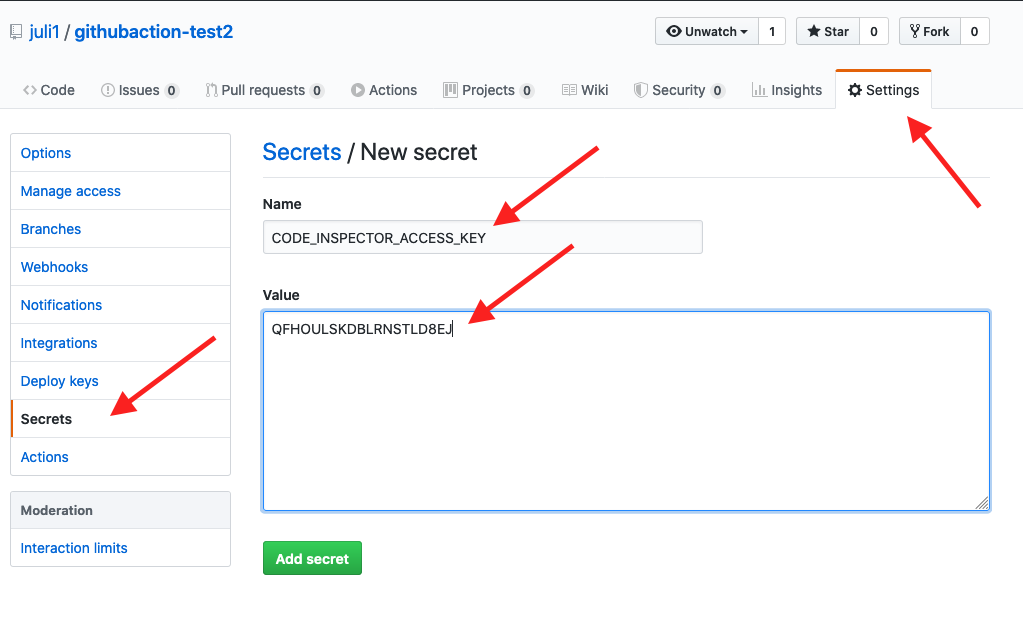 juli1 / githubaction-test2
Unwatch 1 Star 0 Fork 0
Code Issues 0 Pull requests 0 Actions Projects 0 Wiki Security 0 Insights Settings
Options
Manage access
Branches
Webhooks
Notifications
Integrations
Deploy keys
Secrets
Actions
Moderation
Interaction limits
Secrets / New secret
Name
CODE_INSPECTOR_ACCESS_KEY
Value
QFHOULSKDBLRNSTLD8EJ
Add secret